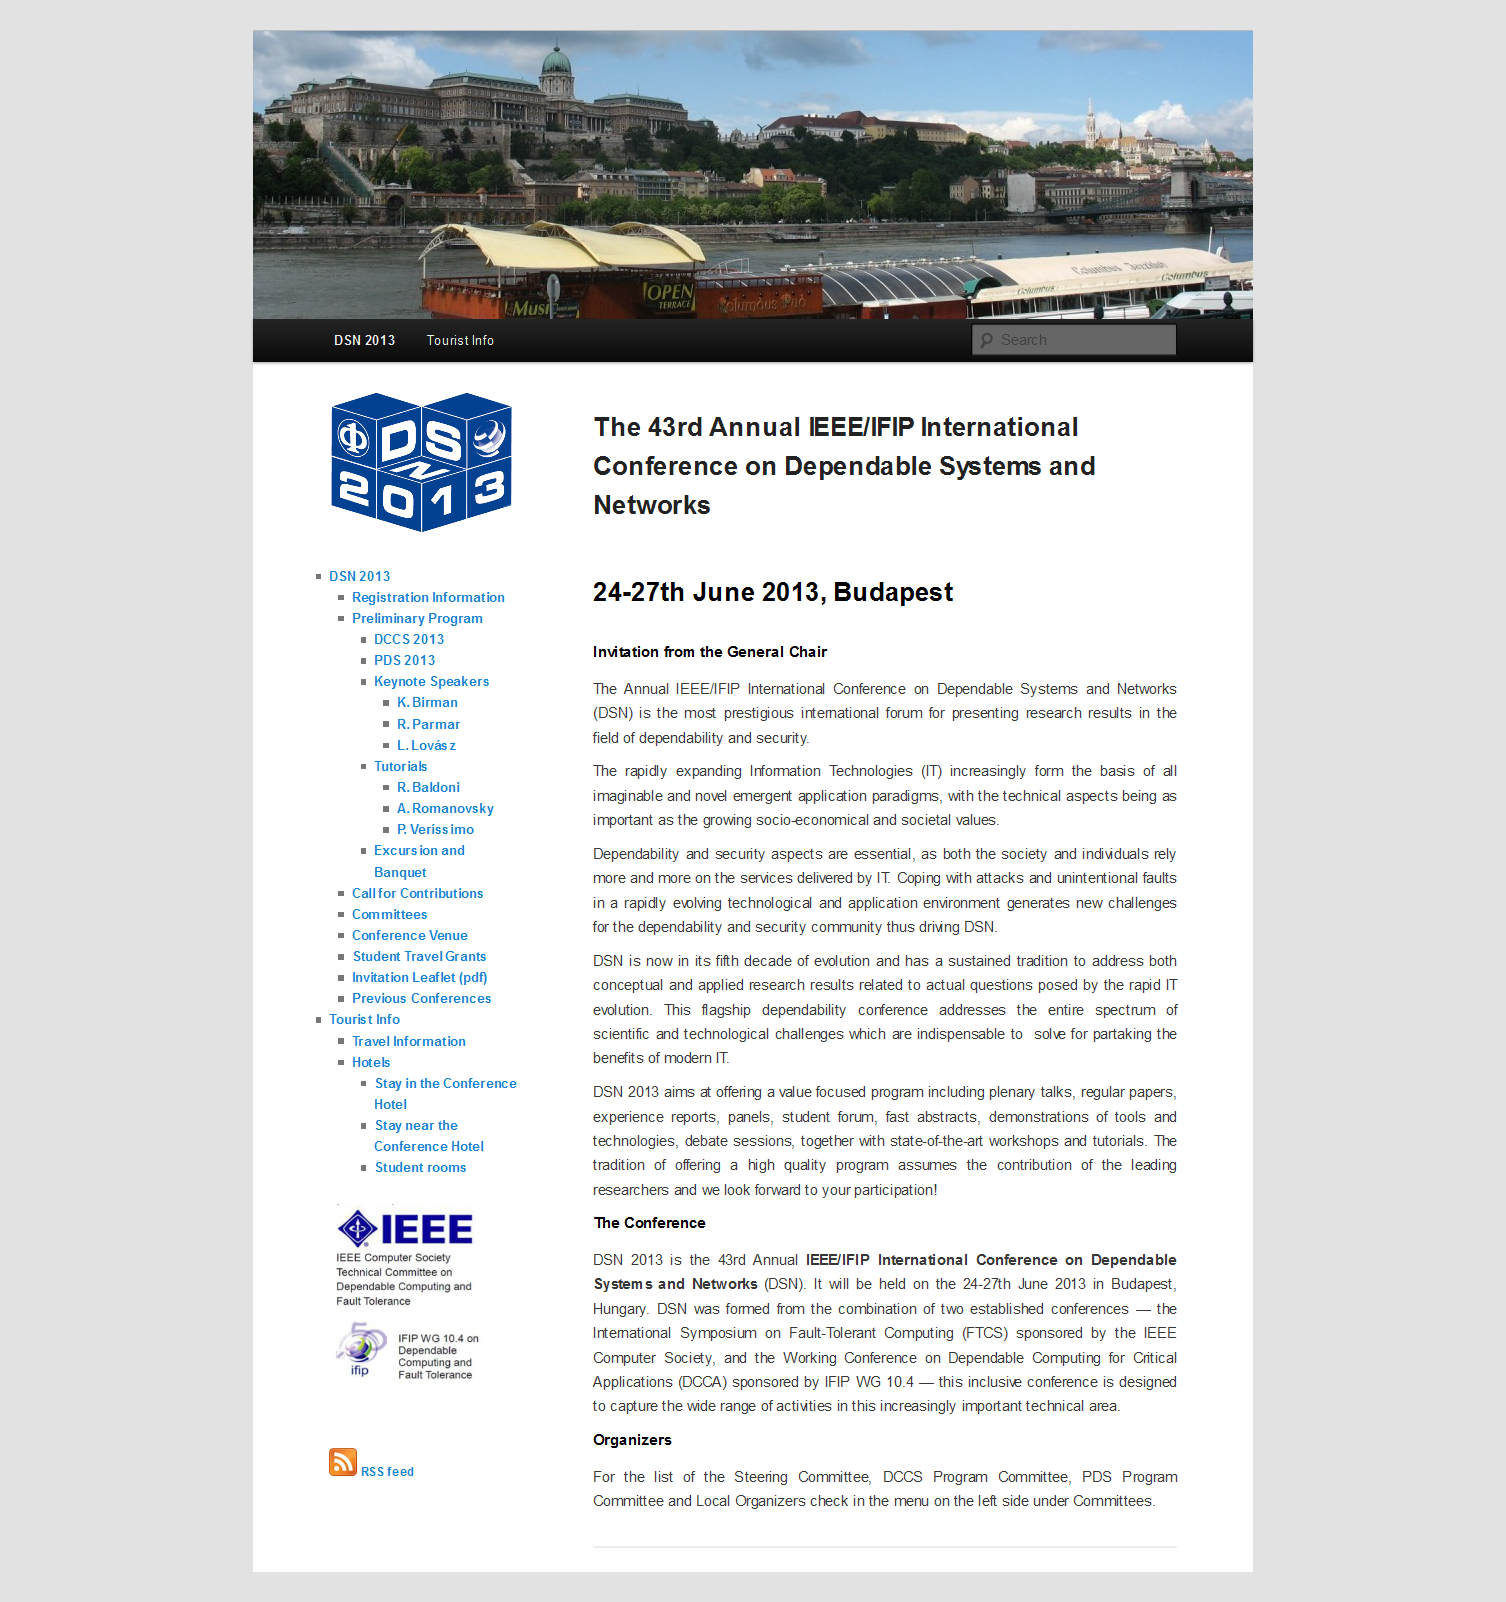 Music
OPEN
TERRACE
Columbus Pub
Columbus
Columbus Terrace
Columbus
DSN 2013
Tourist Info
Search
DS
N
2013
The 43rd Annual IEEE/IFIP International
Conference on Dependable Systems and
Networks
DSN 2013
Registration Information
Preliminary Program
DCCS 2013
PDS 2013
Keynote Speakers
K. Birman
R. Parmar
L. Lovász
Tutorials
R. Baldoni
A. Romanovsky
P. Veríssimo
Excursion and
Banquet
Call for Contributions
Committees
Conference Venue
Student Travel Grants
Invitation Leaflet (pdf)
Previous Conferences
Tourist Info
Travel Information
Hotels
Stay in the Conference
Hotel
Stay near the
Conference Hotel
Student rooms
IEEE
IEEE Computer Society
Technical Committee on
Dependable Computing and
Fault Tolerance
50
ifip
IFIP WG 10.4 on
Dependable
Computing and
Fault Tolerance
RSS feed
24-27th June 2013, Budapest
Invitation from the General Chair
The Annual IEEE/IFIP International Conference on Dependable Systems and Networks
(DSN) is the most prestigious international forum for presenting research results in the
field of dependability and security.
The rapidly expanding Information Technologies (IT) increasingly form the basis of all
imaginable and novel emergent application paradigms, with the technical aspects being as
important as the growing socio-economical and societal values.
Dependability and security aspects are essential, as both the society and individuals rely
more and more on the services delivered by IT. Coping with attacks and unintentional faults
in a rapidly evolving technological and application environment generates new challenges
for the dependability and security community thus driving DSN.
DSN is now in its fifth decade of evolution and has a sustained tradition to address both
conceptual and applied research results related to actual questions posed by the rapid IT
evolution. This flagship dependability conference addresses the entire spectrum of
scientific and technological challenges which are indispensable to solve for partaking the
benefits of modern IT.
DSN 2013 aims at offering a value focused program including plenary talks, regular papers,
experience reports, panels, student forum, fast abstracts, demonstrations of tools and
technologies, debate sessions, together with state-of-the-art workshops and tutorials. The
tradition of offering a high quality program assumes the contribution of the leading
researchers and we look forward to your participation!
The Conference
DSN 2013 is the 43rd Annual IEEE/IFIP International Conference on Dependable
Systems and Networks (DSN). It will be held on the 24-27th June 2013 in Budapest,
Hungary. DSN was formed from the combination of two established conferences — the
International Symposium on Fault-Tolerant Computing (FTCS) sponsored by the IEEE
Computer Society, and the Working Conference on Dependable Computing for Critical
Applications (DCCA) sponsored by IFIP WG 10.4 — this inclusive conference is designed
to capture the wide range of activities in this increasingly important technical area.
Organizers
For the list of the Steering Committee, DCCS Program Committee, PDS Program
Committee and Local Organizers check in the menu on the left side under Committees.